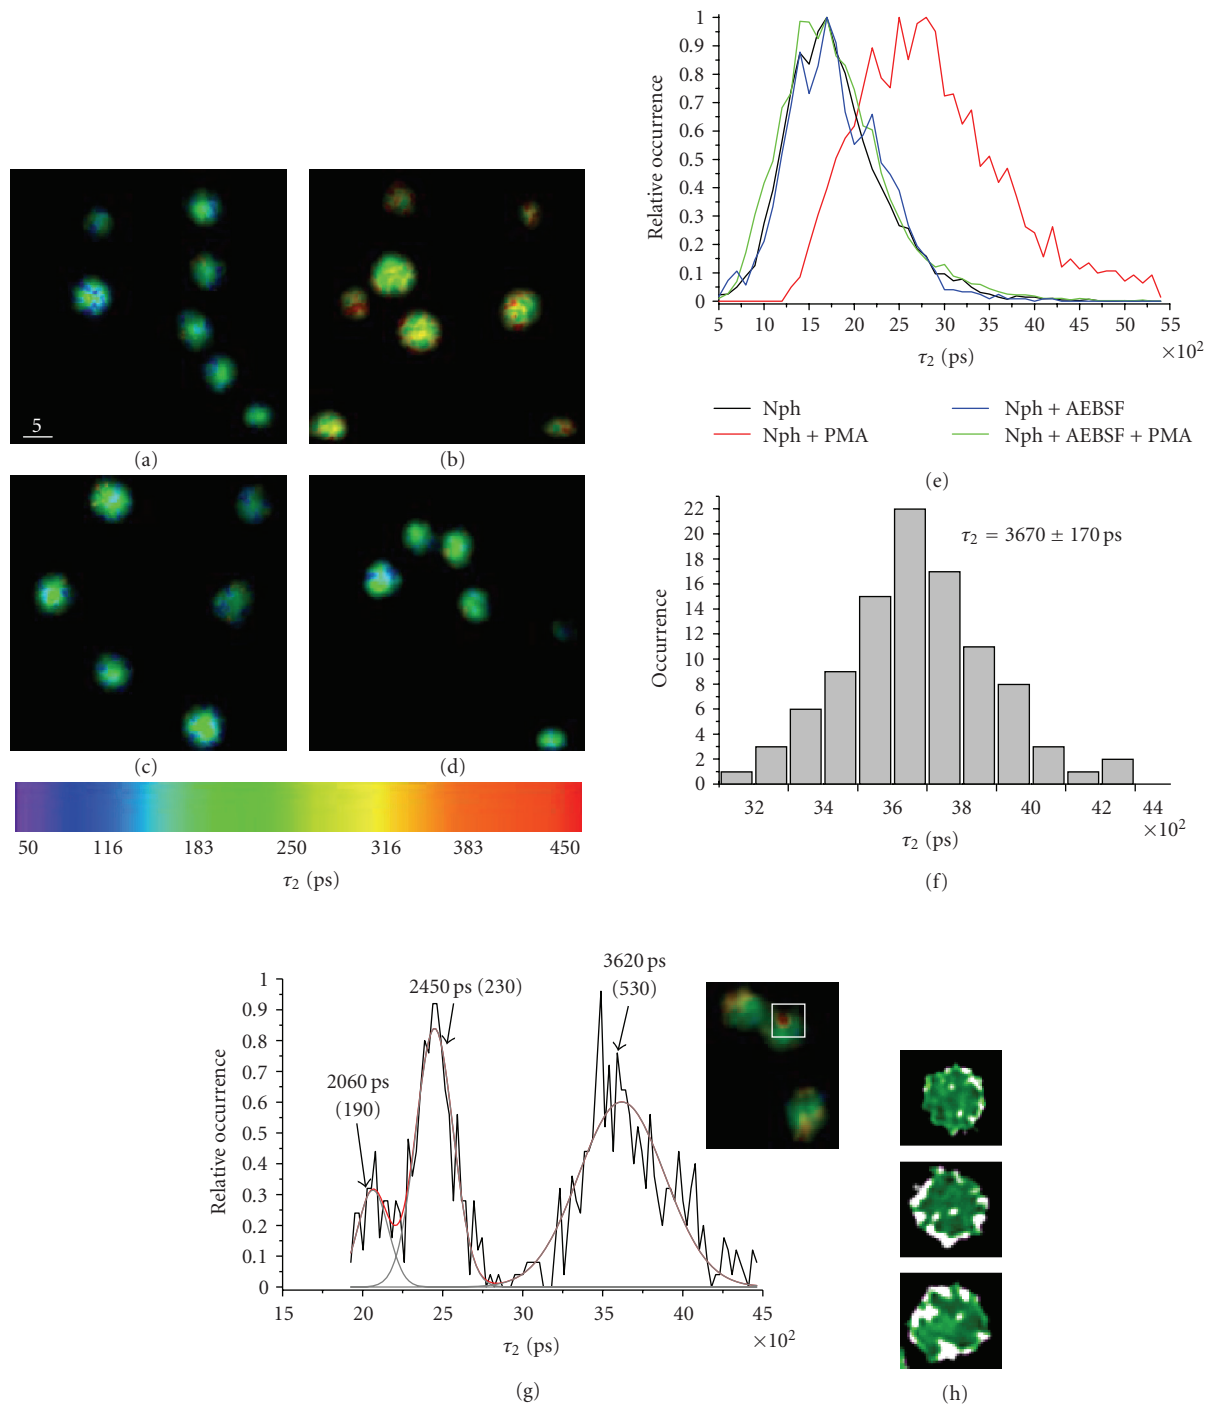 5
(a)
(b)
(c)
(d)
50 116 183 250 316 383 450
τ2 (ps)
1
0.9
0.8
0.7
0.6
0.5
0.4
0.3
0.2
0.1
0
Relative occurrence
5 10 15 20 25 30 35 40 45 50 55
×10²
τ2 (ps)
Nph
Nph + PMA
Nph + AEBSF
Nph + AEBSF + PMA
(e)
22
20
18
16
14
12
10
8
6
4
2
0
Occurrence
τ2 = 3670 ± 170 ps
32 34 36 38 40 42 44
×10²
τ2 (ps)
(f)
1
0.9
0.8
0.7
0.6
0.5
0.4
0.3
0.2
0.1
0
Relative occurrence
2060 ps
(190)
2450 ps (230)
3620 ps
(530)
15 20 25 30 35 40 45
×10²
τ2 (ps)
(g)
(h)